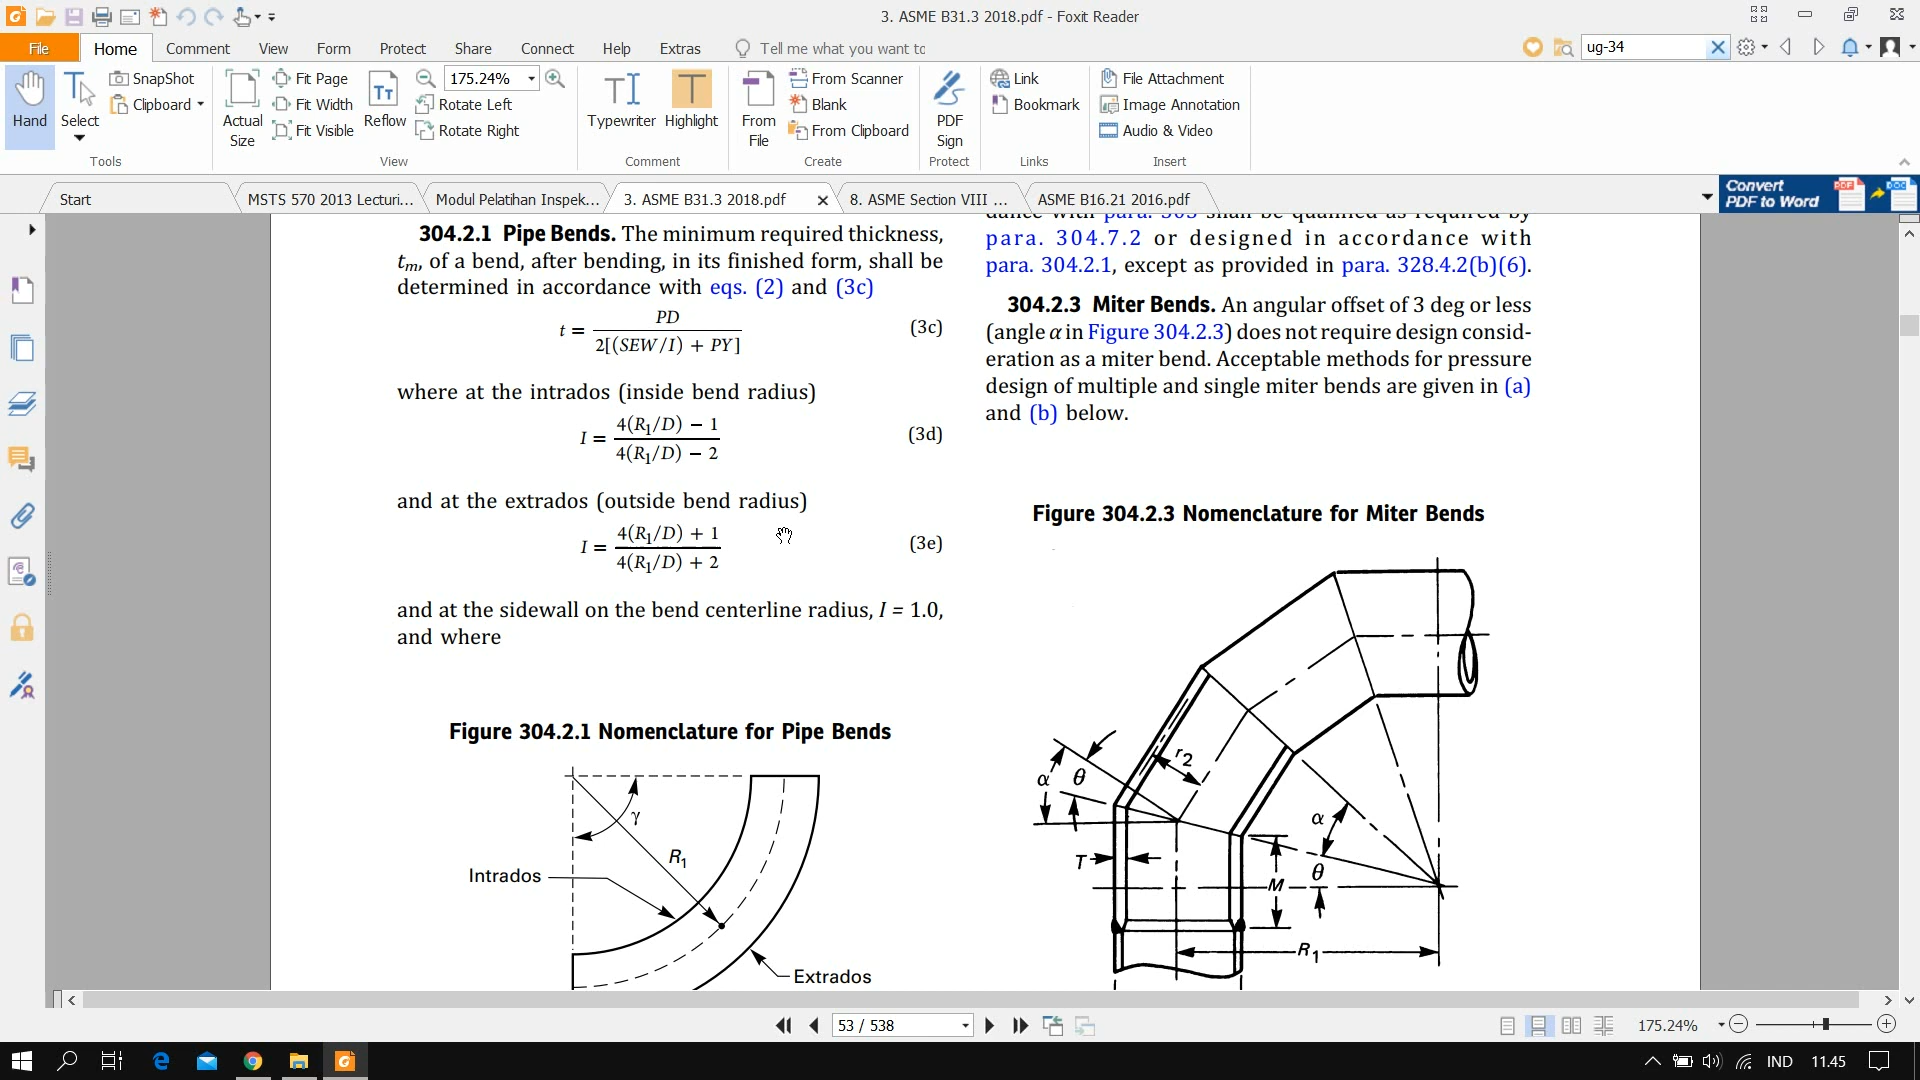 3. ASME B31.3 2018.pdf - Foxit Reader
File Home Comment View Form Protect Share Connect Help Extras Tell me what you want to ug-34
Hand
Select
SnapShot
Clipboard
Tools
Actual
Size
Fit Page
Fit Width
Fit Visible
Reflow
175.24%
Rotate Left
Rotate Right
View
Typewriter
Highlight
Comment
From
File
From Scanner
Blank
From Clipboard
Create
PDF
Sign
Protect
Link
Bookmark
Links
File Attachment
Image Annotation
Audio & Video
Insert
Start
MSTS 570 2013 Lecturi...
Modul Pelatihan Inspek...
3. ASME B31.3 2018.pdf
8. ASME Section VIII ...
ASME B16.21 2016.pdf
Convert
PDF to Word
PDF
DOC
304.2.1 Pipe Bends. The minimum required thickness,
tm, of a bend, after bending, in its finished form, shall be
determined in accordance with eqs. (2) and (3c)
t = PD / 2[(SEW/I) + PY] (3c)
where at the intrados (inside bend radius)
I = 4(R1/D) − 1 / 4(R1/D) − 2 (3d)
and at the extrados (outside bend radius)
I = 4(R1/D) + 1 / 4(R1/D) + 2 (3e)
and at the sidewall on the bend centerline radius, I = 1.0,
and where
Figure 304.2.1 Nomenclature for Pipe Bends
γ
R1
Intrados
Extrados
dance with para. 303 shall be qualified as required by
para. 304.7.2 or designed in accordance with
para. 304.2.1, except as provided in para. 328.4.2(b)(6).
304.2.3 Miter Bends. An angular offset of 3 deg or less
(angle α in Figure 304.2.3) does not require design consid-
eration as a miter bend. Acceptable methods for pressure
design of multiple and single miter bends are given in (a)
and (b) below.
Figure 304.2.3 Nomenclature for Miter Bends
r2
α
θ
α
T
θ
M
R1
53 / 538
175.24%
IND
11.45